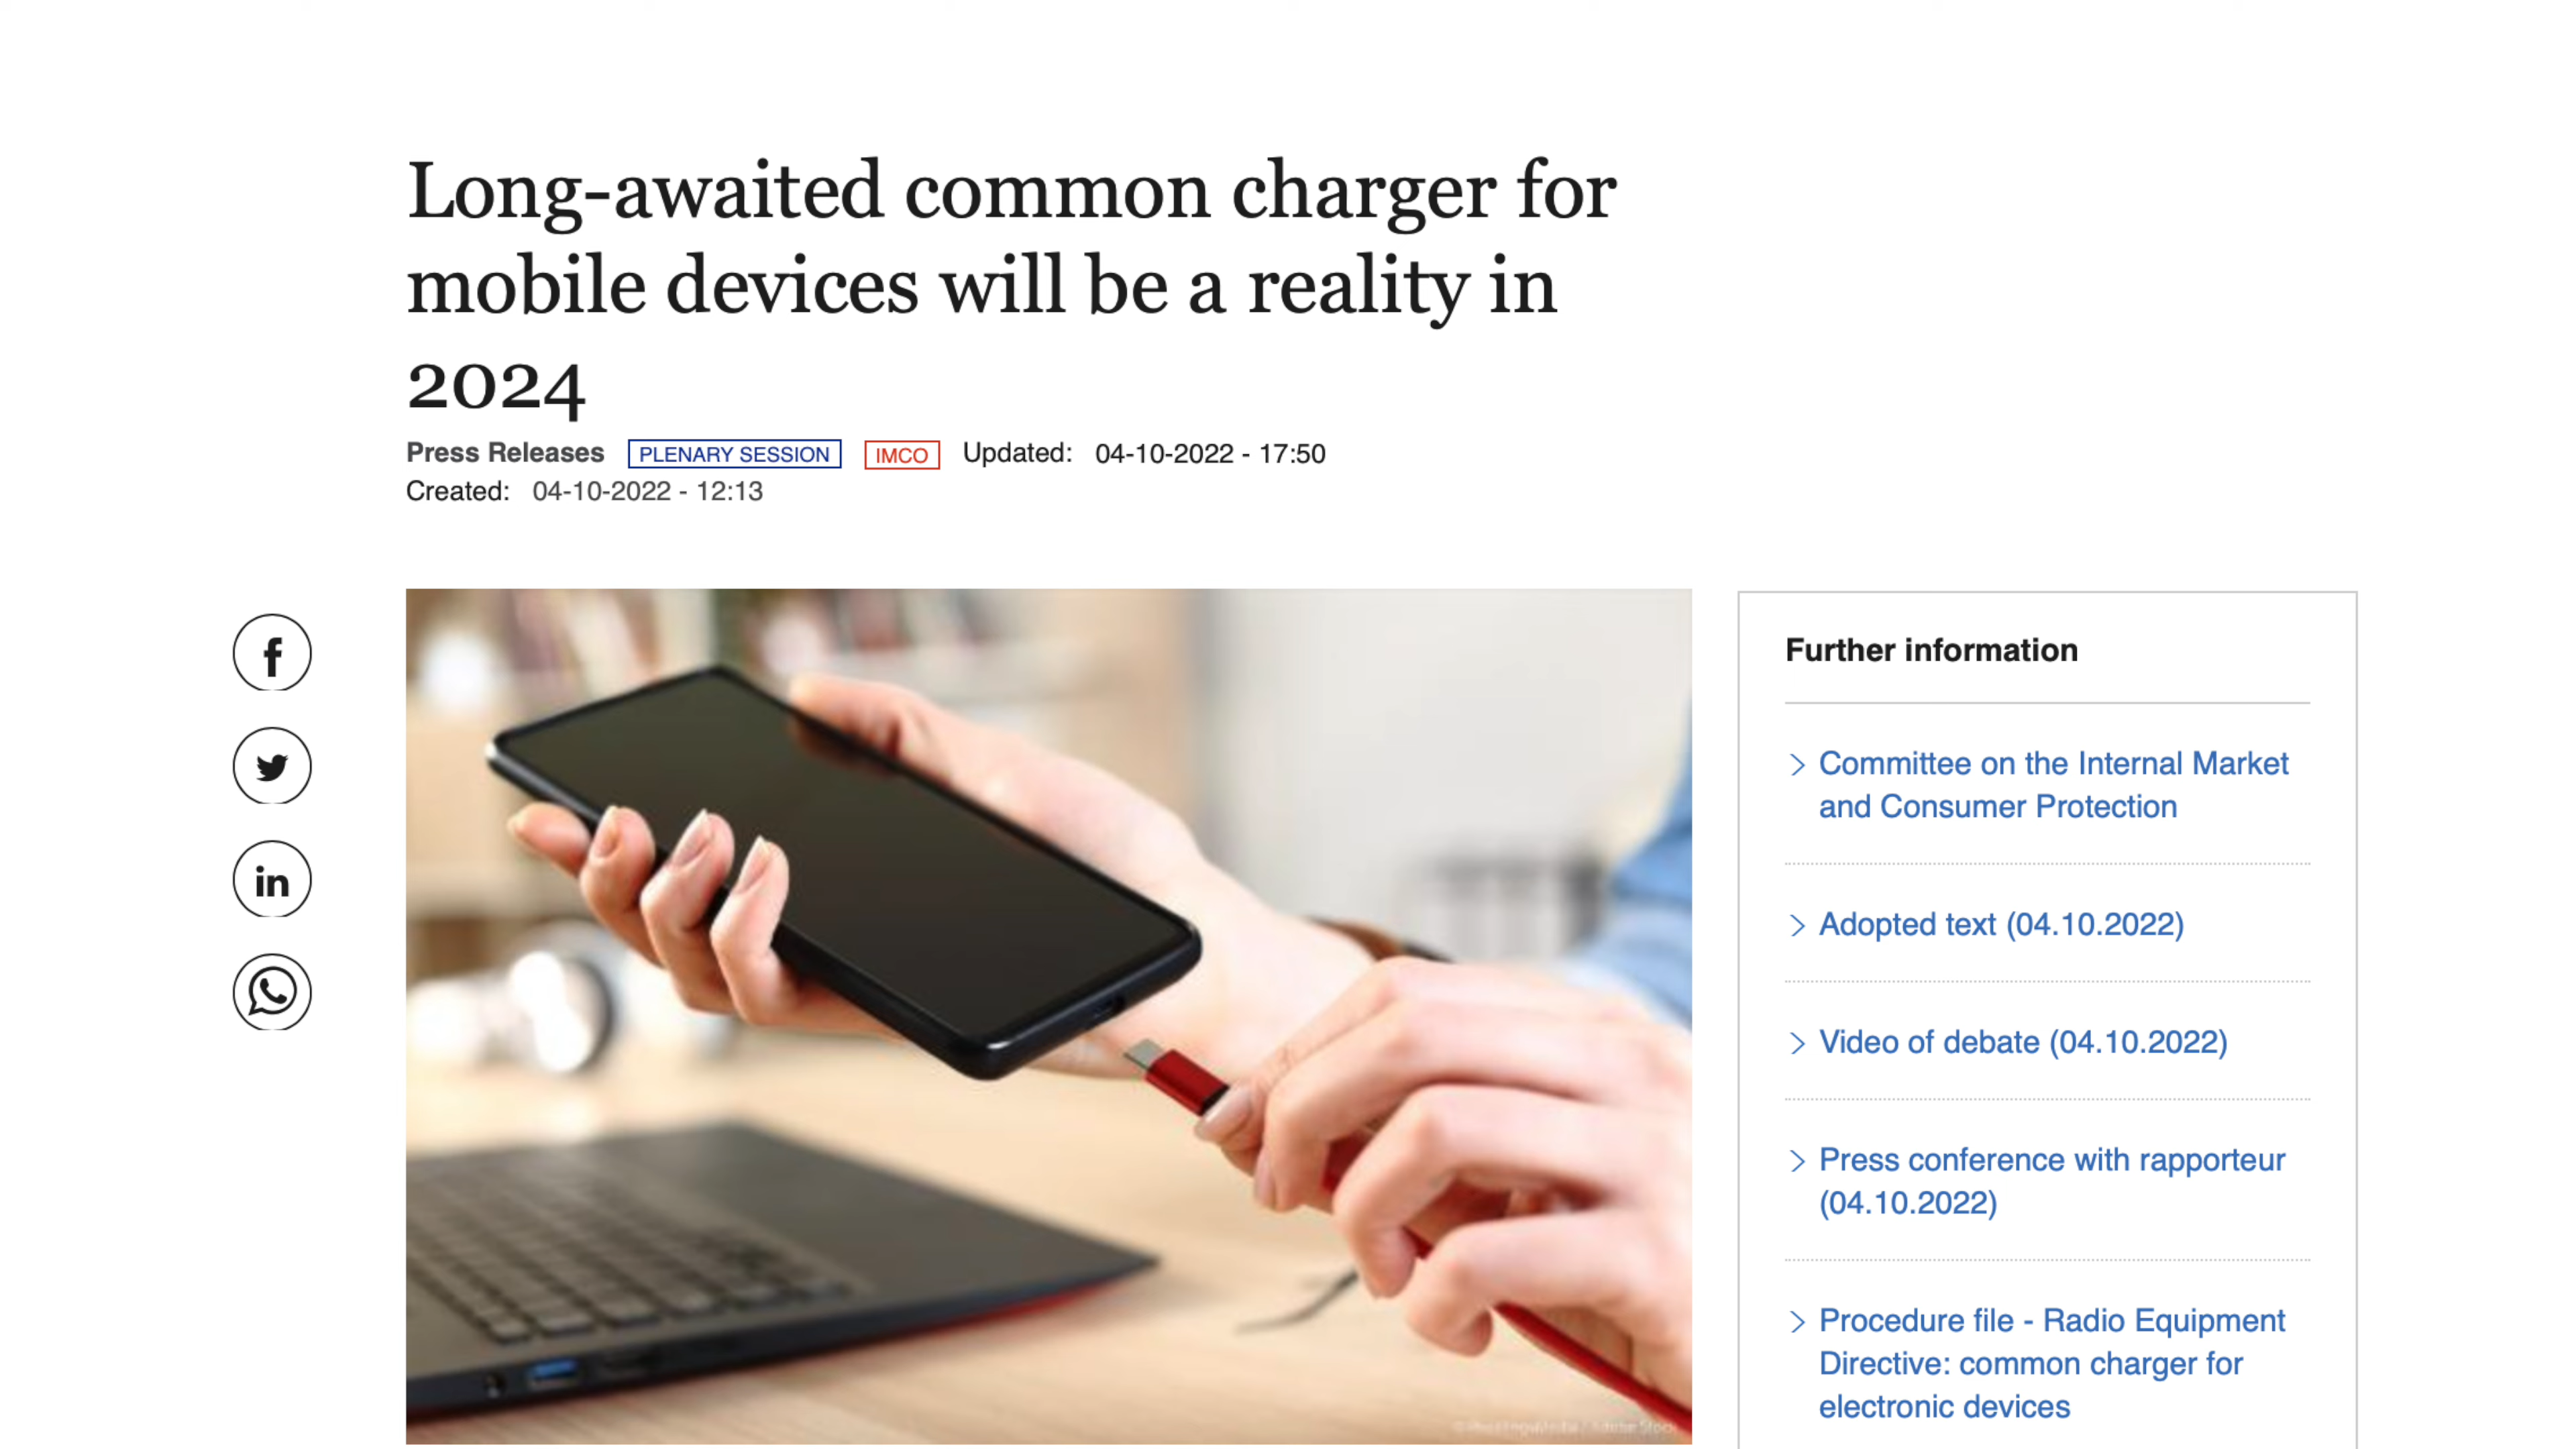 Long-awaited common charger for
mobile devices will be a reality in
2024
Press Releases PLENARY SESSION IMCO Updated: 04-10-2022 - 17:50
Created: 04-10-2022 - 12:13
f
in
Further information
Committee on the Internal Market
and Consumer Protection
Adopted text (04.10.2022)
Video of debate (04.10.2022)
Press conference with rapporteur
(04.10.2022)
Procedure file - Radio Equipment
Directive: common charger for
electronic devices